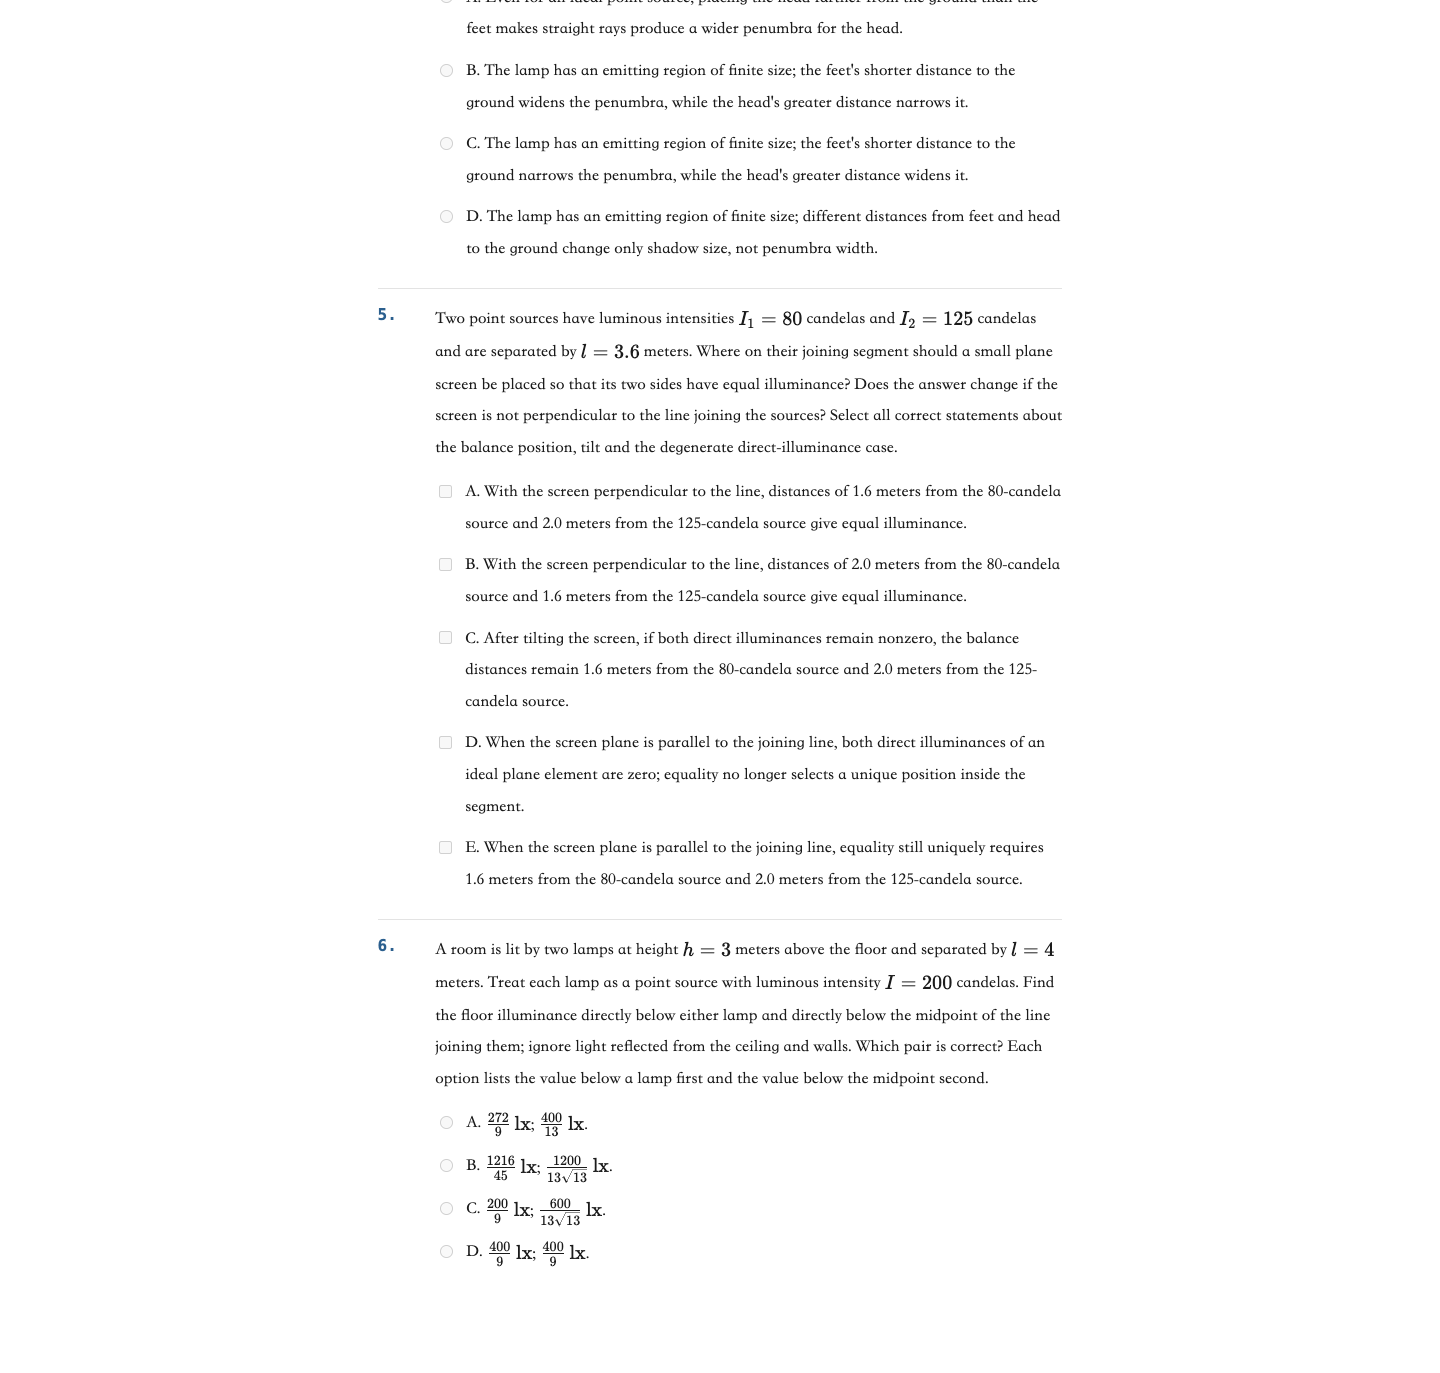 A. Even for an ideal point source, placing the head farther from the ground than the
feet makes straight rays produce a wider penumbra for the head.
B. The lamp has an emitting region of finite size; the feet's shorter distance to the
ground widens the penumbra, while the head's greater distance narrows it.
C. The lamp has an emitting region of finite size; the feet's shorter distance to the
ground narrows the penumbra, while the head's greater distance widens it.
D. The lamp has an emitting region of finite size; different distances from feet and head
to the ground change only shadow size, not penumbra width.
5. Two point sources have luminous intensities I₁ = 80 candelas and I₂ = 125 candelas
and are separated by l = 3.6 meters. Where on their joining segment should a small plane
screen be placed so that its two sides have equal illuminance? Does the answer change if the
screen is not perpendicular to the line joining the sources? Select all correct statements about
the balance position, tilt and the degenerate direct-illuminance case.
A. With the screen perpendicular to the line, distances of 1.6 meters from the 80-candela
source and 2.0 meters from the 125-candela source give equal illuminance.
B. With the screen perpendicular to the line, distances of 2.0 meters from the 80-candela
source and 1.6 meters from the 125-candela source give equal illuminance.
C. After tilting the screen, if both direct illuminances remain nonzero, the balance
distances remain 1.6 meters from the 80-candela source and 2.0 meters from the 125-
candela source.
D. When the screen plane is parallel to the joining line, both direct illuminances of an
ideal plane element are zero; equality no longer selects a unique position inside the
segment.
E. When the screen plane is parallel to the joining line, equality still uniquely requires
1.6 meters from the 80-candela source and 2.0 meters from the 125-candela source.
6. A room is lit by two lamps at height h = 3 meters above the floor and separated by l = 4
meters. Treat each lamp as a point source with luminous intensity I = 200 candelas. Find
the floor illuminance directly below either lamp and directly below the midpoint of the line
joining them; ignore light reflected from the ceiling and walls. Which pair is correct? Each
option lists the value below a lamp first and the value below the midpoint second.
A. 272/9 lx; 400/13 lx.
B. 1216/45 lx; 1200/13√13 lx.
C. 200/9 lx; 600/13√13 lx.
D. 400/9 lx; 400/9 lx.